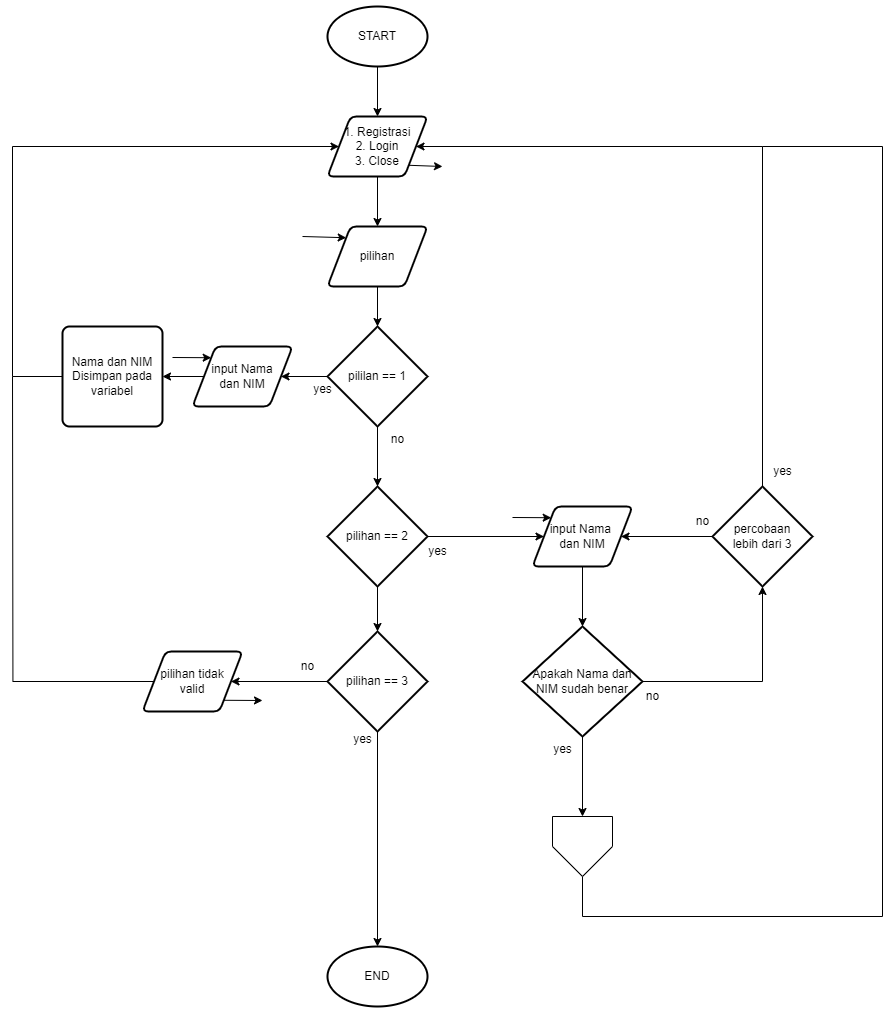 START
1. Registrasi
2. Login
3. Close
pilihan
pililan == 1
yes
no
input Nama
dan NIM
Nama dan NIM
Disimpan pada
variabel
pilihan == 2
yes
input Nama
dan NIM
no
percobaan
lebih dari 3
yes
pilihan == 3
no
yes
pilihan tidak
valid
Apakah Nama dan
NIM sudah benar
no
yes
END